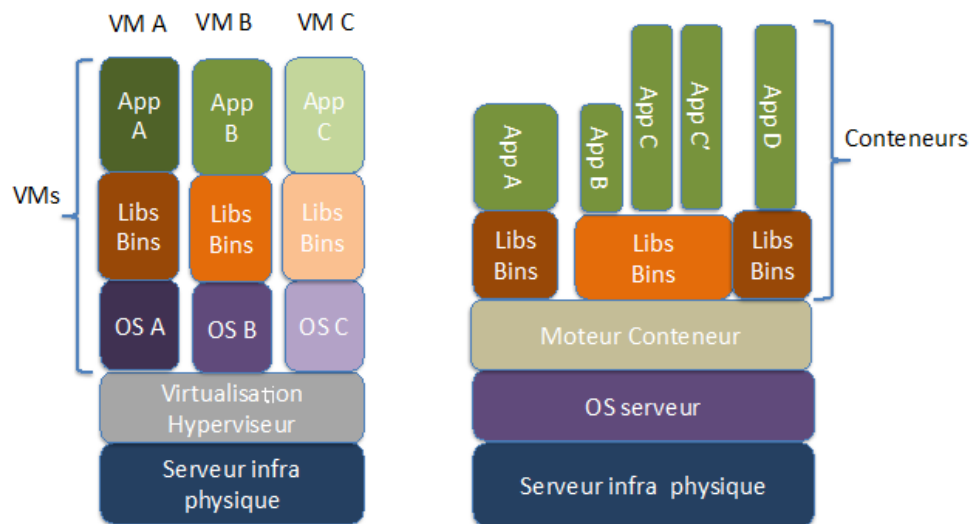 VM A
VM B
VM C
VMs
App
A
App
B
App
C
Libs
Bins
Libs
Bins
Libs
Bins
OS A
OS B
OS C
Virtualisation
Hyperviseur
Serveur infra
physique
App A
App B
App C
App C'
App D
Conteneurs
Libs
Bins
Libs
Bins
Libs
Bins
Moteur Conteneur
OS serveur
Serveur infra physique